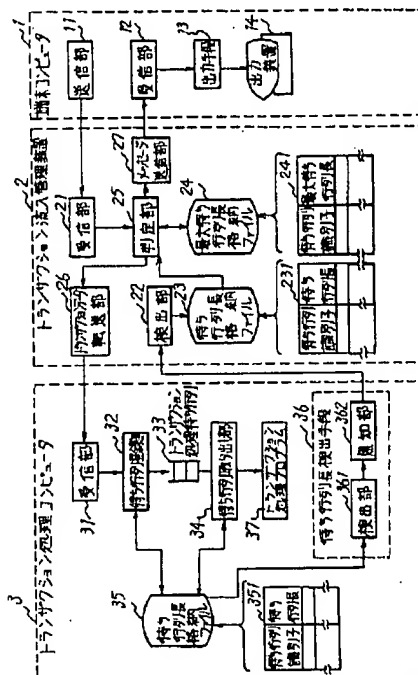 端末コンピュータ
1
送信部
11
受信部
12
出力手段
13
出力装置
14
トランザクション流入管理装置
2
受信部
21
判定部
25
メッセージ送信部
27
トランザクションデータ転送部
26
検出部
22
待ち行列長格納ファイル
23
最大待ち行列長格納ファイル
24
待ち行列識別子
待ち行列長
231
待ち行列識別子
最大待ち行列長
241
トランザクション処理コンピュータ
3
受信部
31
32
トランザクション処理待ち行列
33
待ち行列取り出し部
34
トランザクション処理プログラム
37
待ち行列長格納ファイル
35
待ち行列識別子
待ち行列長
351
待ち行列長検出手段
36
検出部
361
通知部
362